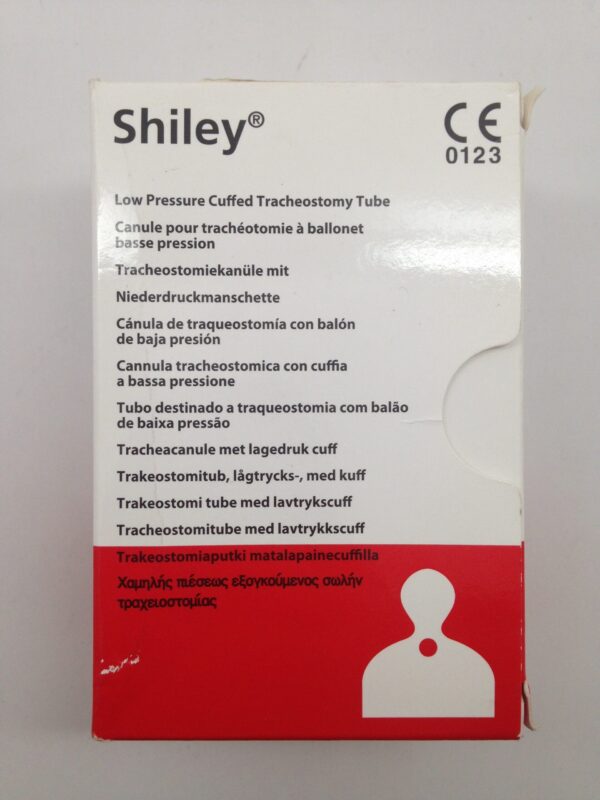 Shiley®
CE
0123
Low Pressure Cuffed Tracheostomy Tube
Canule pour trachéotomie à ballonet
basse pression
Tracheostomiekanüle mit
Niederdruckmanschette
Cánula de traqueostomía con balón
de baja presión
Cannula tracheostomica con cuffia
a bassa pressione
Tubo destinado a traqueostomia com balão
de baixa pressão
Tracheacanule met lagedruk cuff
Trakeostomitub, lågtrycks-, med kuff
Trakeostomi tube med lavtrykscuff
Tracheostomitube med lavtrykkscuff
Trakeostomiaputki matalapainecuffilla
Χαμηλής πιέσεως εξογκούμενος σωλήν
τραχειοστομίας